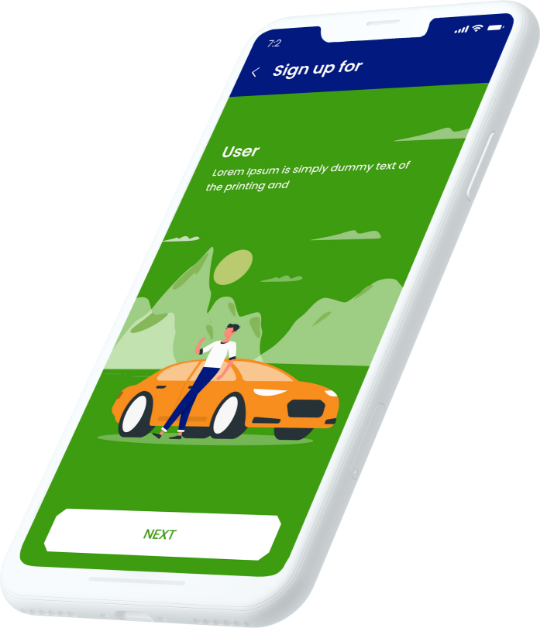 7:2
Sign up for
User
Lorem Ipsum is simply dummy text of
the printing and
NEXT